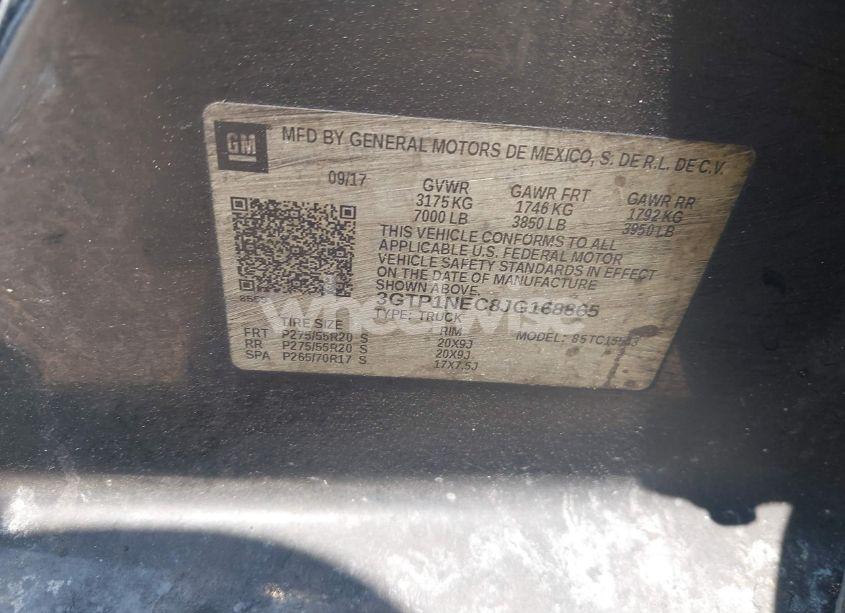 GM
MFD BY GENERAL MOTORS DE MEXICO, S. DE R.L. DE C.V.
09/17
GVWR
3175 KG
7000 LB
GAWR FRT
1746 KG
3850 LB
GAWR RR
1792 KG
3950 LB
THIS VEHICLE CONFORMS TO ALL
APPLICABLE U.S. FEDERAL MOTOR
VEHICLE SAFETY STANDARDS IN EFFECT
ON THE DATE OF MANUFACTURE
SHOWN ABOVE.
3GTP1NEC8JG168865
TYPE: TRUCK
MODEL:
TIRE SIZE
RIM
FRT P275/55R20 S 20X9J
RR P275/55R20 S 20X9J
SPA P265/70R17 S 17X7.5J
wheelwise